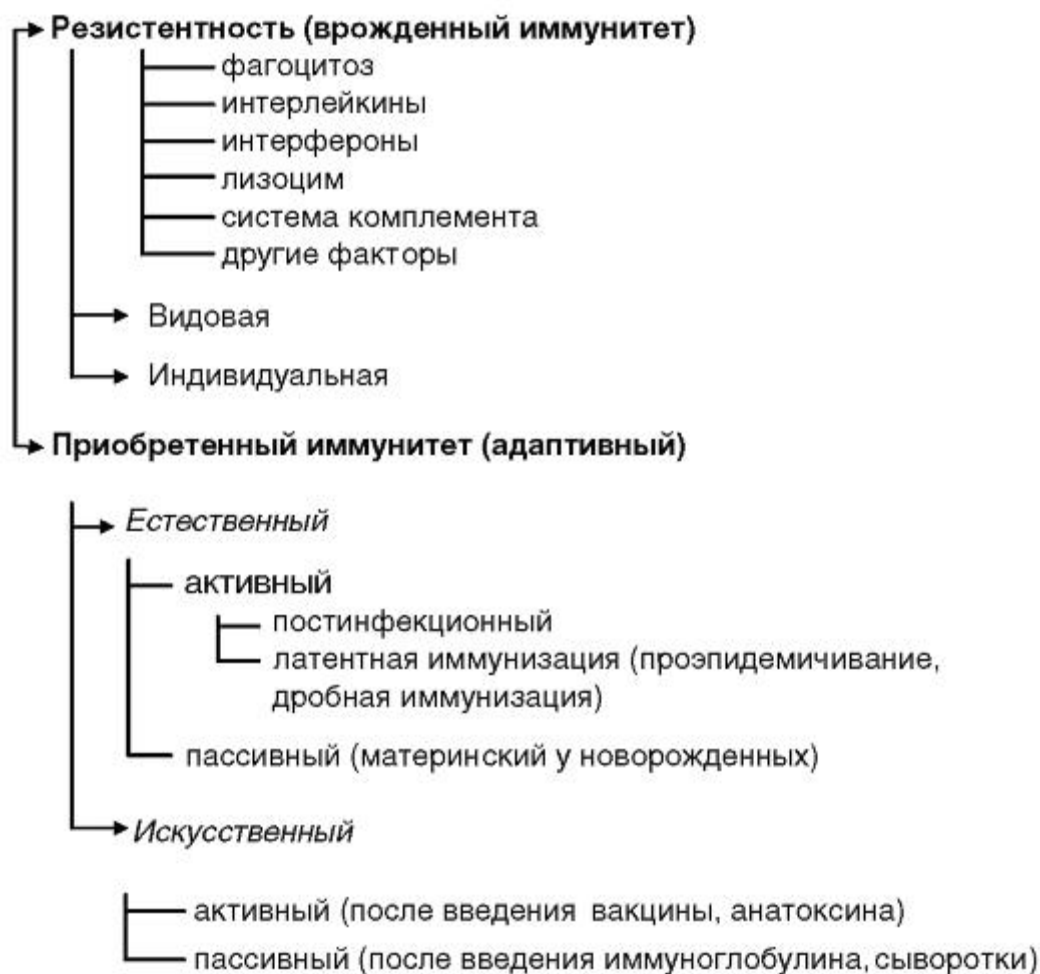 Резистентность (врожденный иммунитет)
фагоцитоз
интерлейкины
интерфероны
лизоцим
система комплемента
другие факторы
Видовая
Индивидуальная
Приобретенный иммунитет (адаптивный)
Естественный
активный
постинфекционный
латентная иммунизация (проэпидемичивание,
дробная иммунизация)
пассивный (материнский у новорожденных)
Искусственный
активный (после введения вакцины, анатоксина)
пассивный (после введения иммуноглобулина, сыворотки)